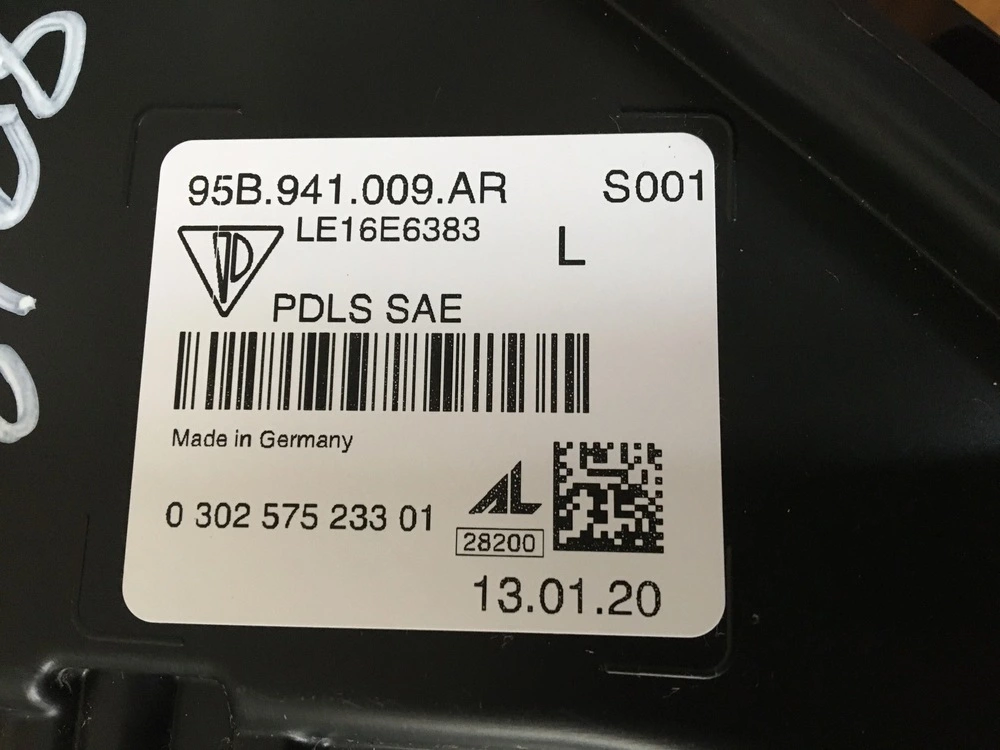 95B.941.009.AR S001
LE16E6383
L
PDLS SAE
Made in Germany
AL
0 302 575 233 01
28200
13.01.20